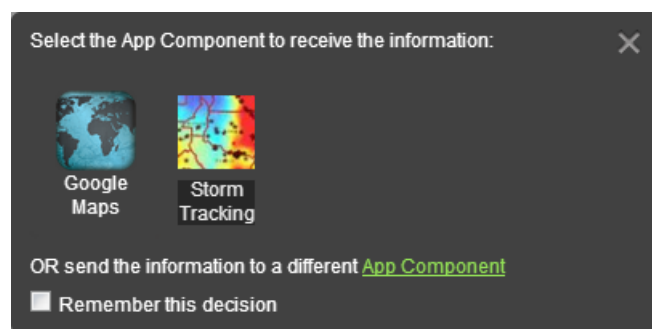 Select the App Component to receive the information:
Google
Maps
Storm
Tracking
OR send the information to a different App Component
Remember this decision